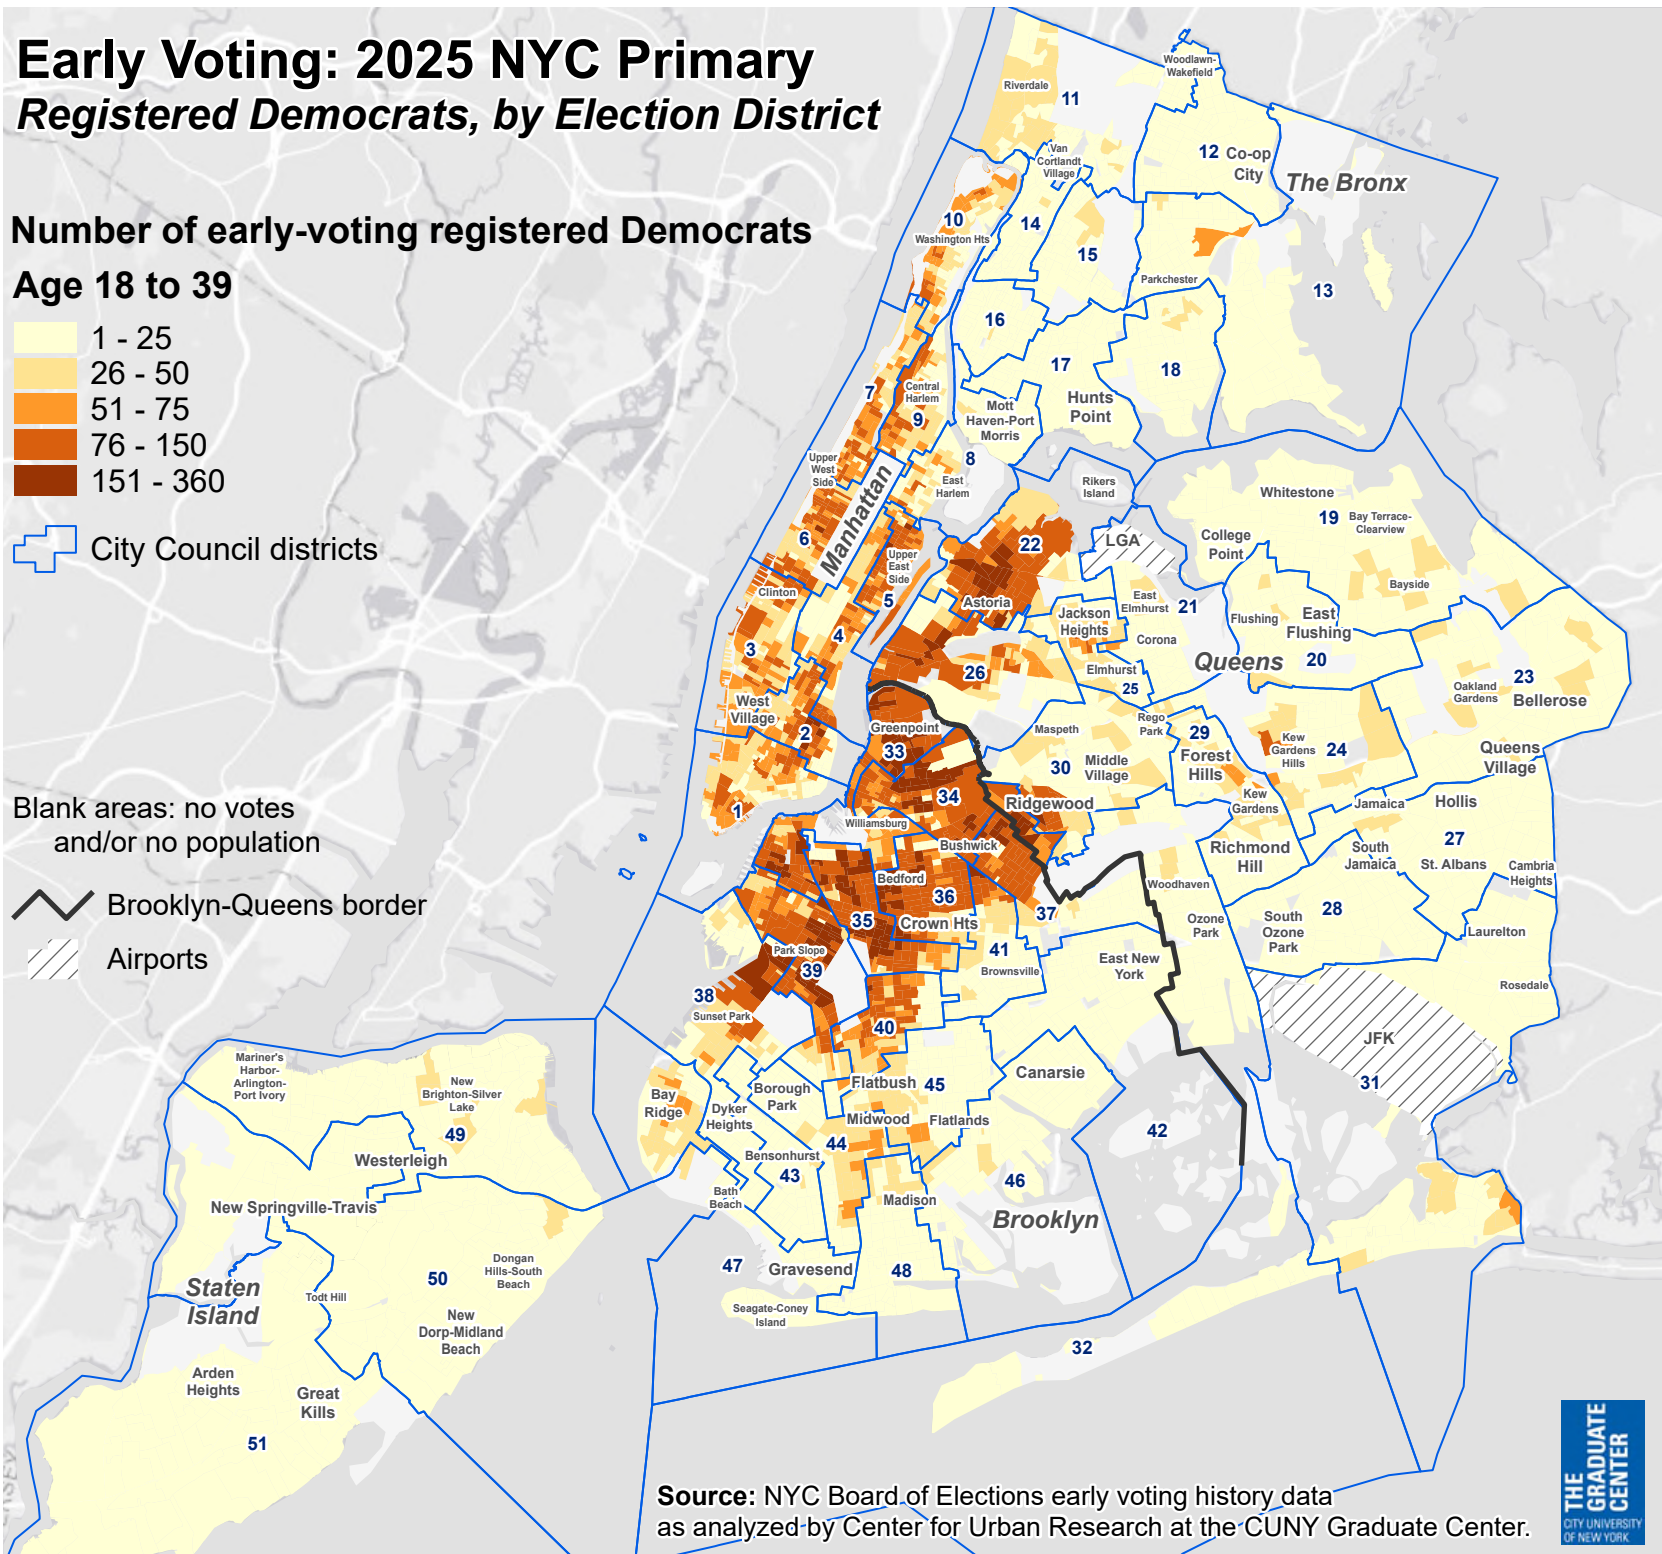 Early Voting: 2025 NYC Primary
Registered Democrats, by Election District
Number of early-voting registered Democrats
Age 18 to 39
1 - 25
26 - 50
51 - 75
76 - 150
151 - 360
City Council districts
Blank areas: no votes
and/or no population
Brooklyn-Queens border
Airports
Woodlawn-
Wakefield
Riverdale
11
Van
Cortlandt
Village
12
Co-op
City
The Bronx
10
Washington Hts
14
15
Parkchester
13
16
17
18
7
Central
Harlem
9
Mott
Haven-Port
Morris
Hunts
Point
8
East
Harlem
Rikers
Island
Upper
West
Side
Manhattan
6
Upper
East
Side
5
Clinton
4
3
West
Village
2
1
Whitestone
19
Bay Terrace-
Clearview
College
Point
LGA
22
Astoria
Bayside
East
Elmhurst
21
Jackson
Heights
Corona
Flushing
East
Flushing
Queens
20
26
Elmhurst
25
23
Oakland
Gardens
Bellerose
Greenpoint
33
Maspeth
Rego
Park
29
Forest
Hills
Kew
Gardens
Hills
24
Queens
Village
30
Middle
Village
34
Ridgewood
Kew
Gardens
Jamaica
Hollis
Williamsburg
Bushwick
Richmond
Hill
South
Jamaica
27
St. Albans
Cambria
Heights
Bedford
36
Woodhaven
35
Crown Hts
37
Ozone
Park
South
Ozone
Park
28
Laurelton
Park Slope
39
41
Brownsville
East New
York
Rosedale
38
Sunset Park
40
JFK
31
Mariner's
Harbor-
Arlington-
Port Ivory
New
Brighton-Silver
Lake
49
Westerleigh
Bay
Ridge
Dyker
Heights
Borough
Park
Flatbush
45
Canarsie
Midwood
Flatlands
44
42
Bensonhurst
43
Bath
Beach
Madison
46
Brooklyn
New Springville-Travis
Staten
Island
Todt Hill
50
Dongan
Hills-South
Beach
New
Dorp-Midland
Beach
47
Gravesend
48
Seagate-Coney
Island
32
Arden
Heights
Great
Kills
51
Source: NYC Board of Elections early voting history data
as analyzed by Center for Urban Research at the CUNY Graduate Center.
THE
GRADUATE
CENTER
CITY UNIVERSITY
OF NEW YORK